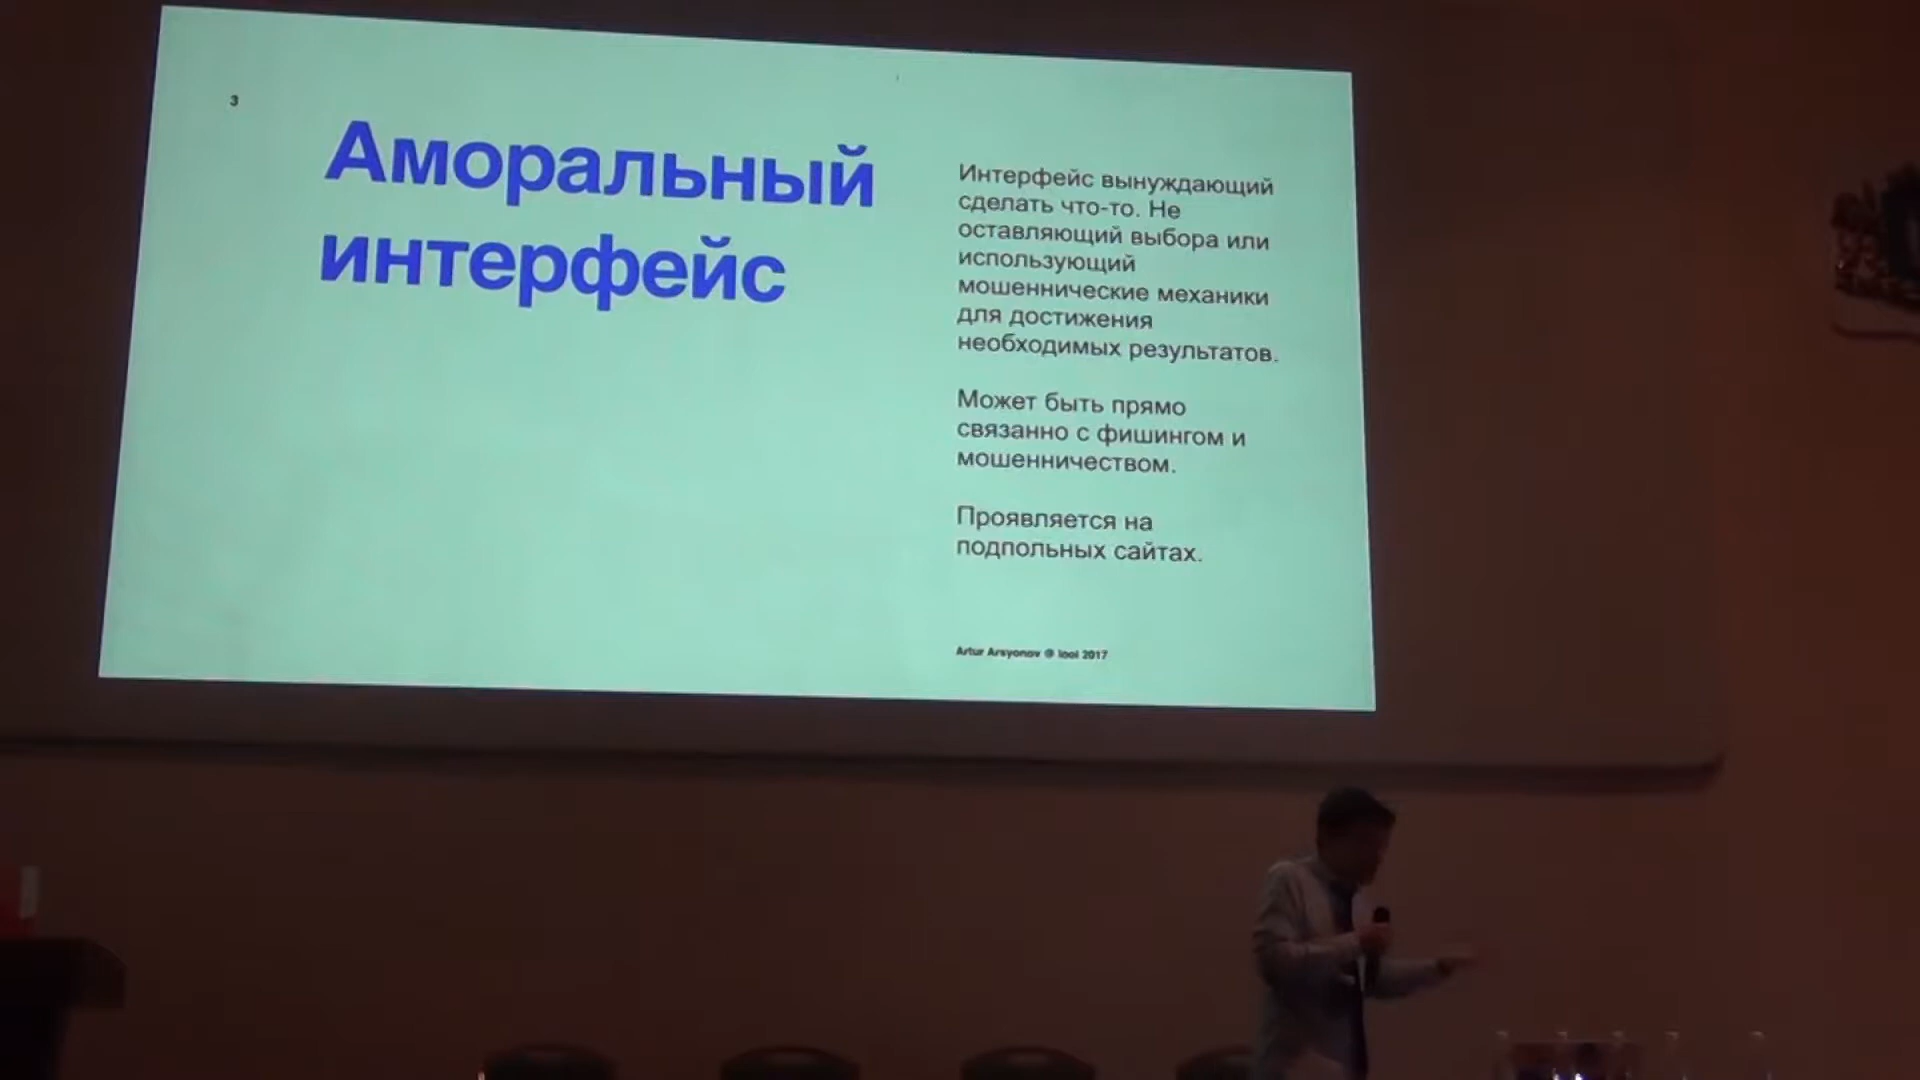 3
Аморальный
интерфейс
Интерфейс вынуждающий
сделать что-то. Не
оставляющий выбора или
использующий
мошеннические механики
для достижения
необходимых результатов.
Может быть прямо
связанно с фишингом и
мошенничеством.
Проявляется на
подпольных сайтах.
Artur Arsyonov @ looi 2017